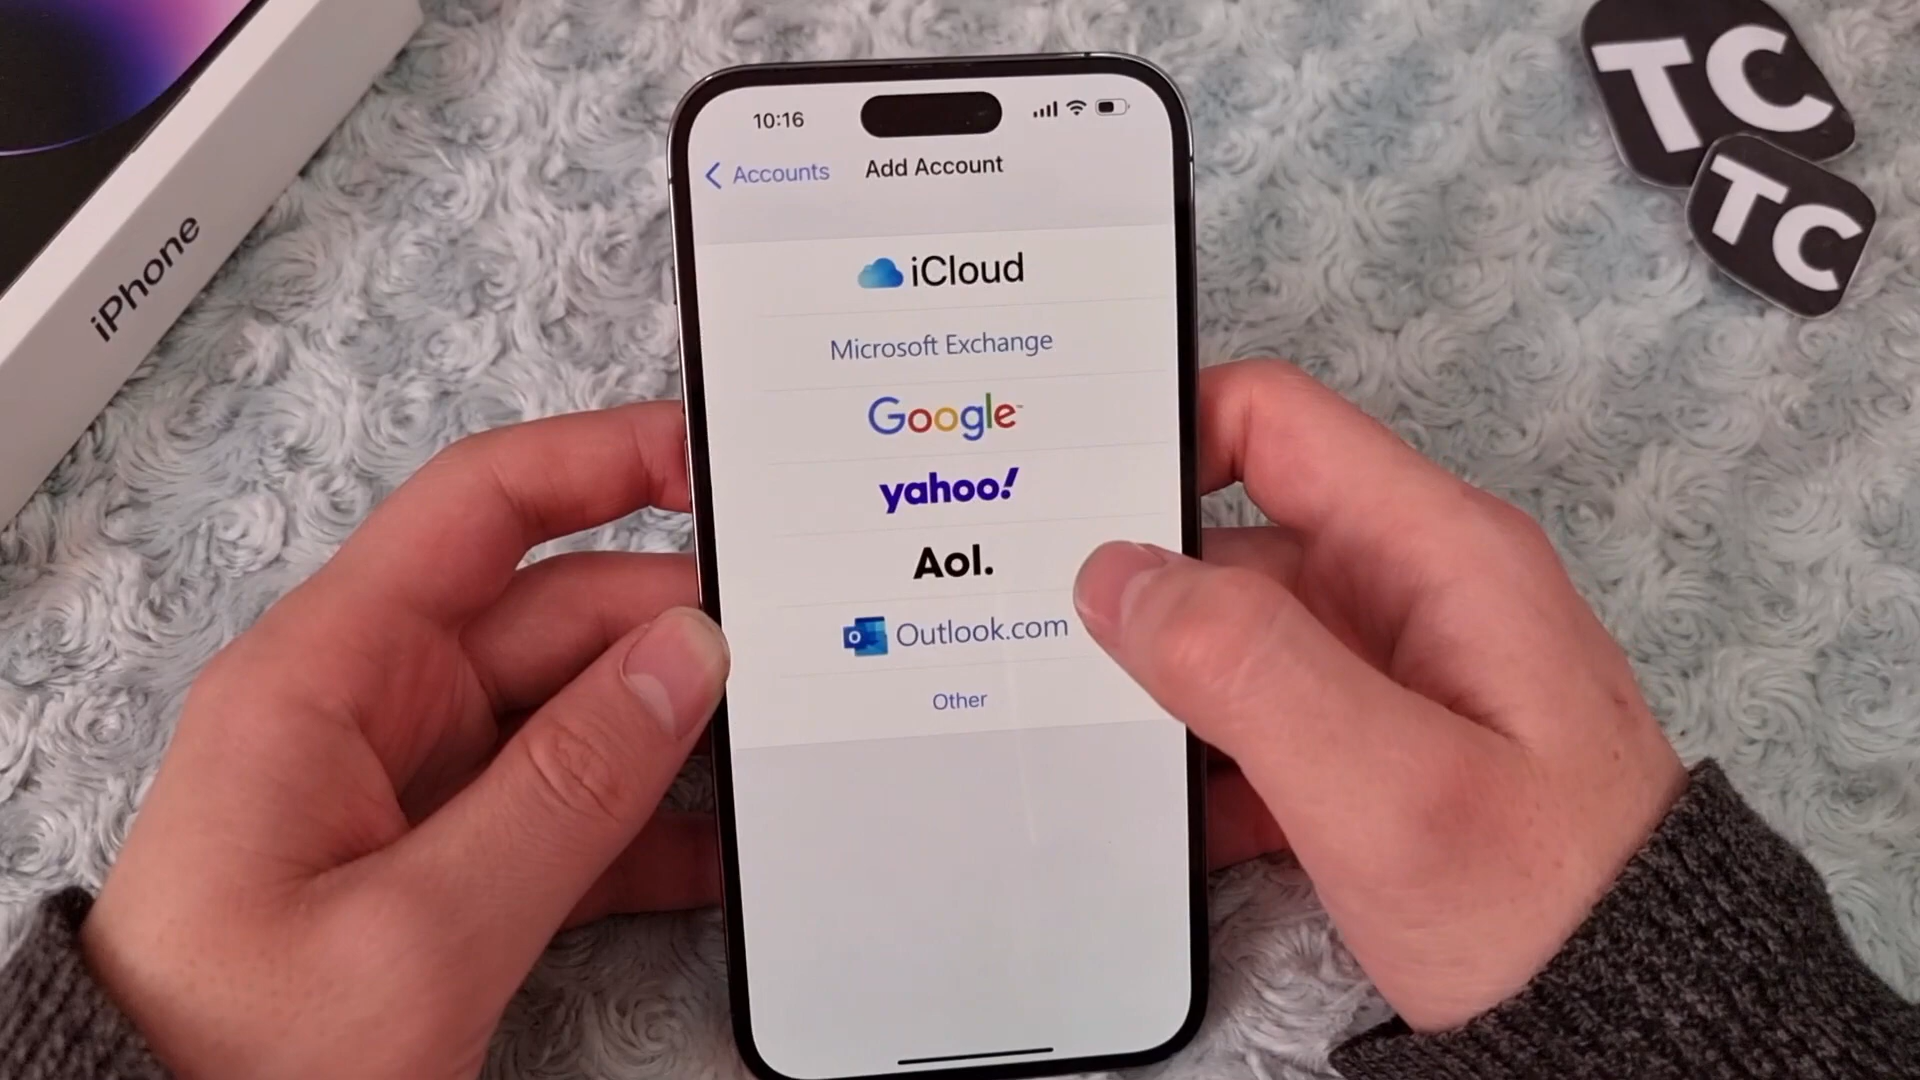 iPhone
TC
TC
10:16
Accounts
Add Account
iCloud
Microsoft Exchange
Google
yahoo!
Aol.
Outlook.com
Other